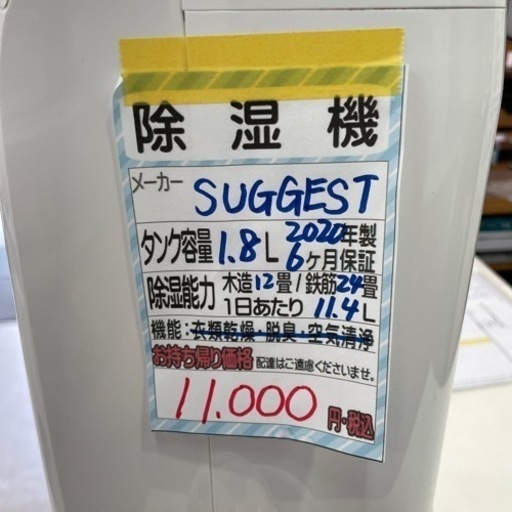 除湿機
メーカー SUGGEST
タンク容量 1.8L 2020年製
6ヶ月保証
除湿能力 木造12畳/鉄筋24畳
1日あたり 11.4L
機能:衣類乾燥・脱臭・空気清浄
お持ち帰り価格 配達はご遠慮くださいませ。
11.000 円・税込